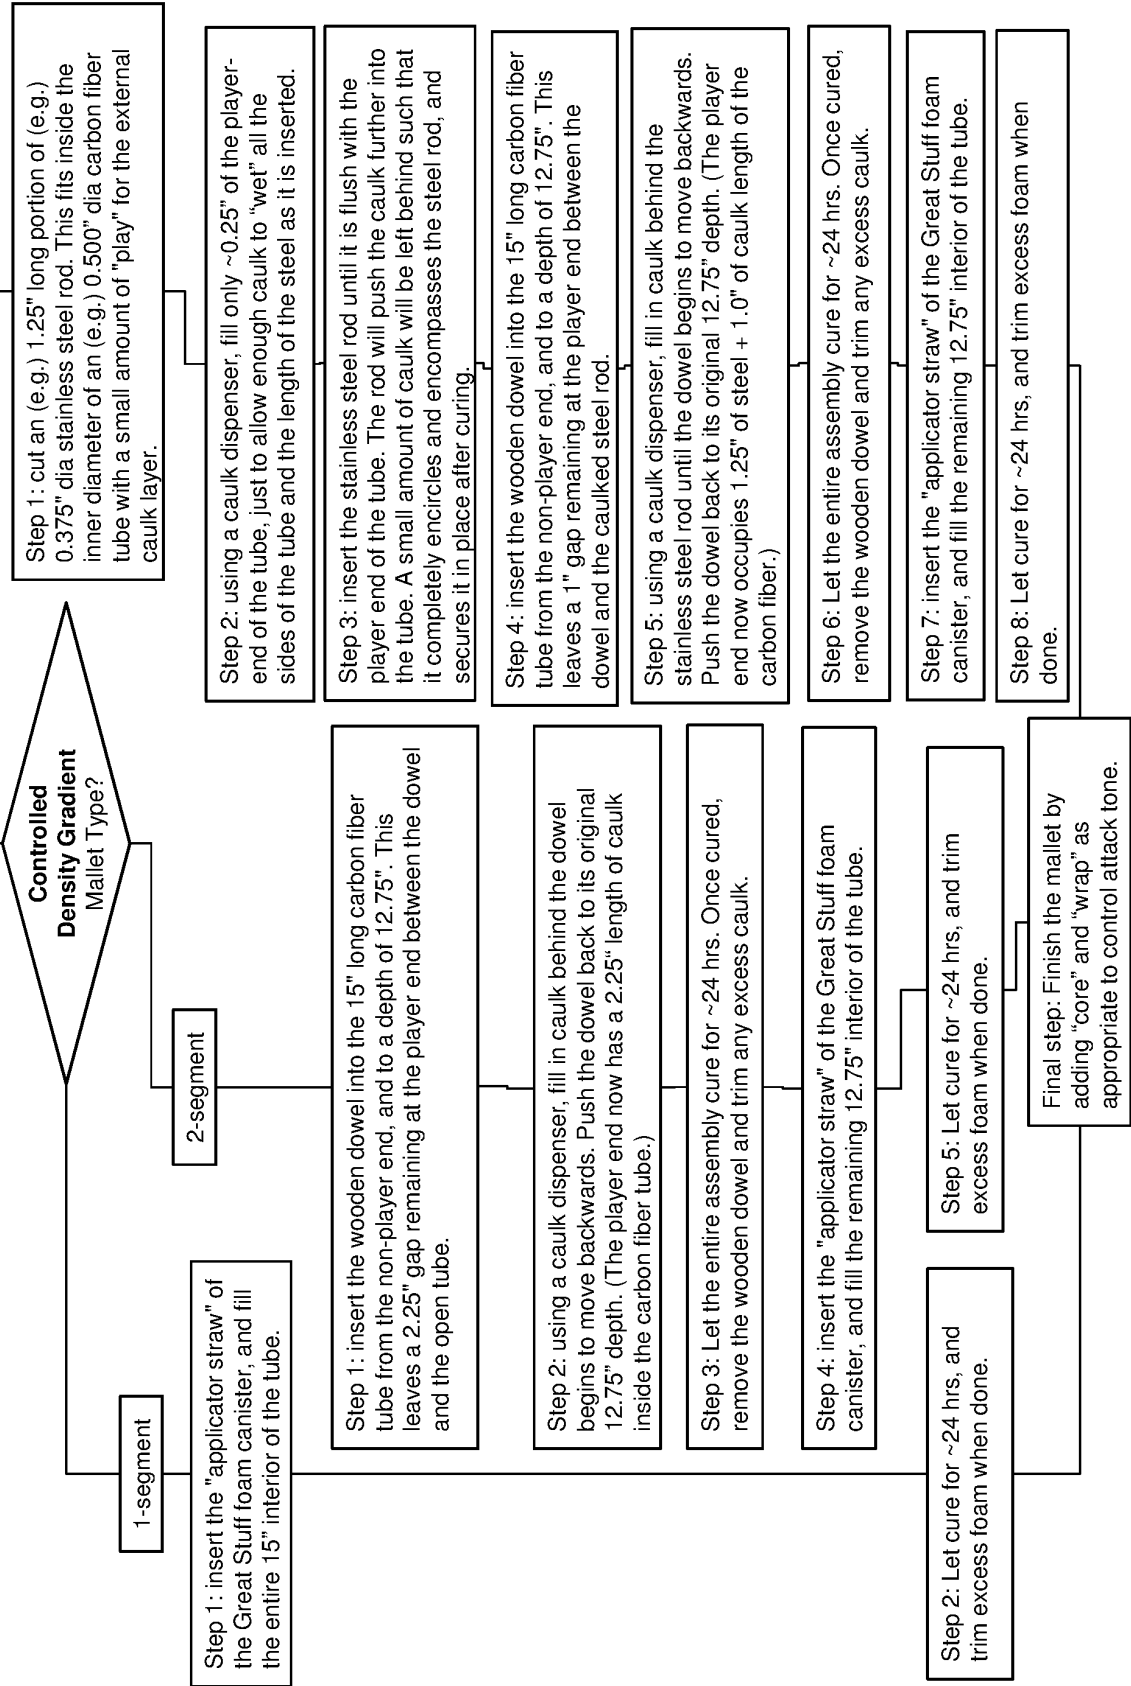 Controlled
Density Gradient
Mallet Type?
1-segment
Step 1: insert the "applicator straw" of
the Great Stuff foam canister, and fill
the entire 15” interior of the tube.
Step 2: Let cure for ~24 hrs, and
trim excess foam when done.
2-segment
Step 1: insert the wooden dowel into the 15" long carbon fiber
tube from the non-player end, and to a depth of 12.75". This
leaves a 2.25" gap remaining at the player end between the dowel
and the open tube.
Step 2: using a caulk dispenser, fill in caulk behind the dowel
begins to move backwards. Push the dowel back to its original
12.75” depth. (The player end now has a 2.25“ length of caulk
inside the carbon fiber tube.)
Step 3: Let the entire assembly cure for ~24 hrs. Once cured,
remove the wooden dowel and trim any excess caulk.
Step 4: insert the "applicator straw" of the Great Stuff foam
canister, and fill the remaining 12.75” interior of the tube.
Step 5: Let cure for ~24 hrs, and trim
excess foam when done.
Step 1: cut an (e.g.) 1.25" long portion of (e.g.)
0.375" dia stainless steel rod. This fits inside the
inner diameter of an (e.g.) 0.500” dia carbon fiber
tube with a small amount of "play" for the external
caulk layer.
Step 2: using a caulk dispenser, fill only ~0.25” of the player-
end of the tube, just to allow enough caulk to “wet” all the
sides of the tube and the length of the steel as it is inserted.
Step 3: insert the stainless steel rod until it is flush with the
player end of the tube. The rod will push the caulk further into
the tube. A small amount of caulk will be left behind such that
it completely encircles and encompasses the steel rod, and
secures it in place after curing.
Step 4: insert the wooden dowel into the 15" long carbon fiber
tube from the non-player end, and to a depth of 12.75". This
leaves a 1" gap remaining at the player end between the
dowel and the caulked steel rod.
Step 5: using a caulk dispenser, fill in caulk behind the
stainless steel rod until the dowel begins to move backwards.
Push the dowel back to its original 12.75” depth. (The player
end now occupies 1.25” of steel + 1.0” of caulk length of the
carbon fiber.)
Step 6: Let the entire assembly cure for ~24 hrs. Once cured,
remove the wooden dowel and trim any excess caulk.
Step 7: insert the "applicator straw" of the Great Stuff foam
canister, and fill the remaining 12.75” interior of the tube.
Step 8: Let cure for ~24 hrs, and trim excess foam when
done.
Final step: Finish the mallet by
adding “core” and “wrap” as
appropriate to control attack tone.